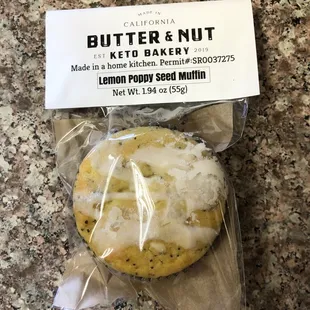 MADE IN
CALIFORNIA
BUTTER & NUT
EST KETO BAKERY 2019
Made in a home kitchen. Permit#:SR0037275
Lemon Poppy Seed Muffin
Net Wt. 1.94 oz (55g)